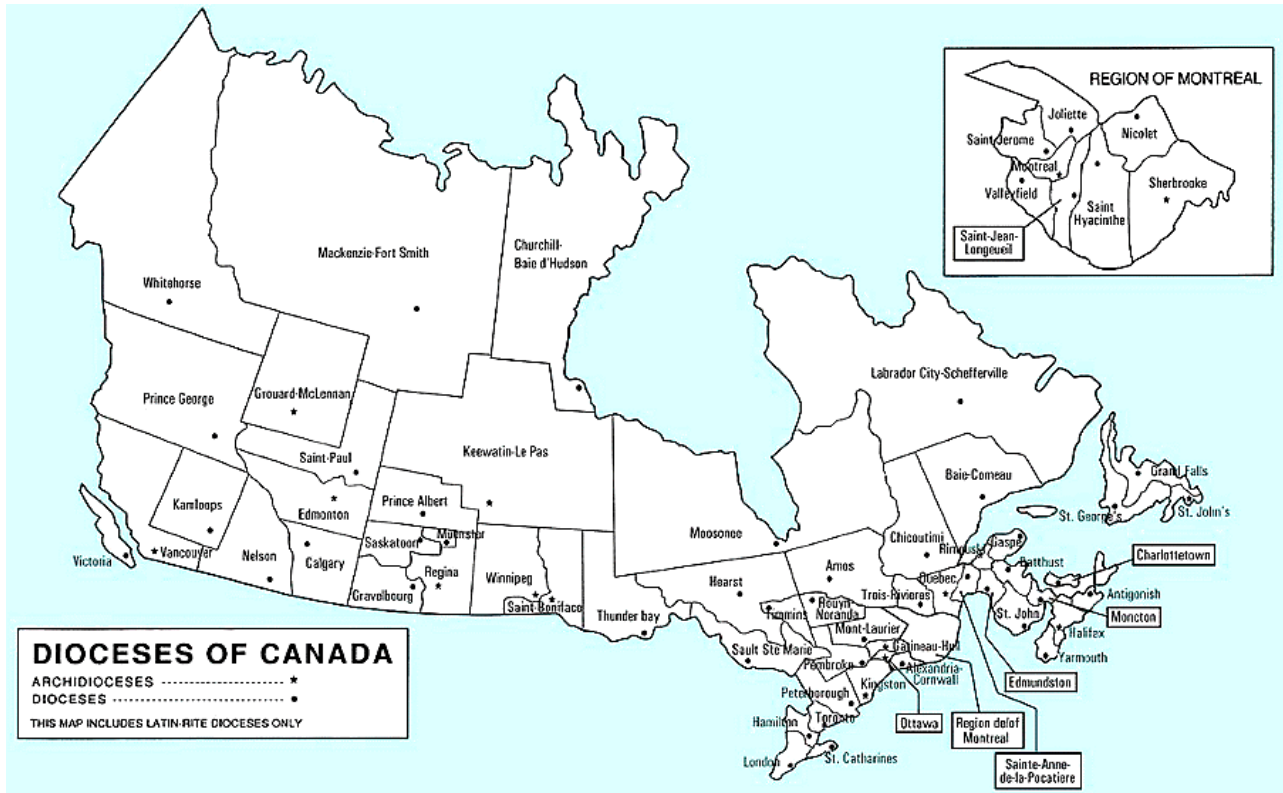 REGION OF MONTREAL
Joliette
Nicolet
Saint Jerome
Montreal
Sherbrooke
Valleyfield
Saint
Hyacinthe
Saint-Jean-
Longeueil
Mackenzie-Fort Smith
Churchill-
Baie d'Hudson
Whitehorse
Labrador City-Schefferville
Grouard-McLennan
Prince George
Saint-Paul
Keewatin-Le Pas
Grand Falls
Baie-Comeau
Kamloops
Edmonton
Prince Albert
St. George's
St. John's
Moosonee
Chicoutimi
Rimouski
Gaspe
Saskatoon
Muenster
Victoria
Vancouver
Nelson
Calgary
Bathust
Charlottetown
Regina
Winnipeg
Hearst
Amos
Quebec
Gravelbourg
Saint-Boniface
Trois-Rivieres
Antigonish
Thunder bay
Timmins
Rouyn
Noranda
St. John
Moncton
Mont-Laurier
Halifex
Sault Ste Marie
Gatineau-Hull
Yarmouth
Pembroke
Alexandria-
Cornwall
Edmundston
Kingston
Peterborough
Hamilton
Toronto
Ottawa
Region de/of
Montreal
London
St. Catharines
Sainte-Anne-
de-la-Pocatiere
DIOCESES OF CANADA
ARCHIDIOCESES
DIOCESES
THIS MAP INCLUDES LATIN-RITE DIOCESES ONLY